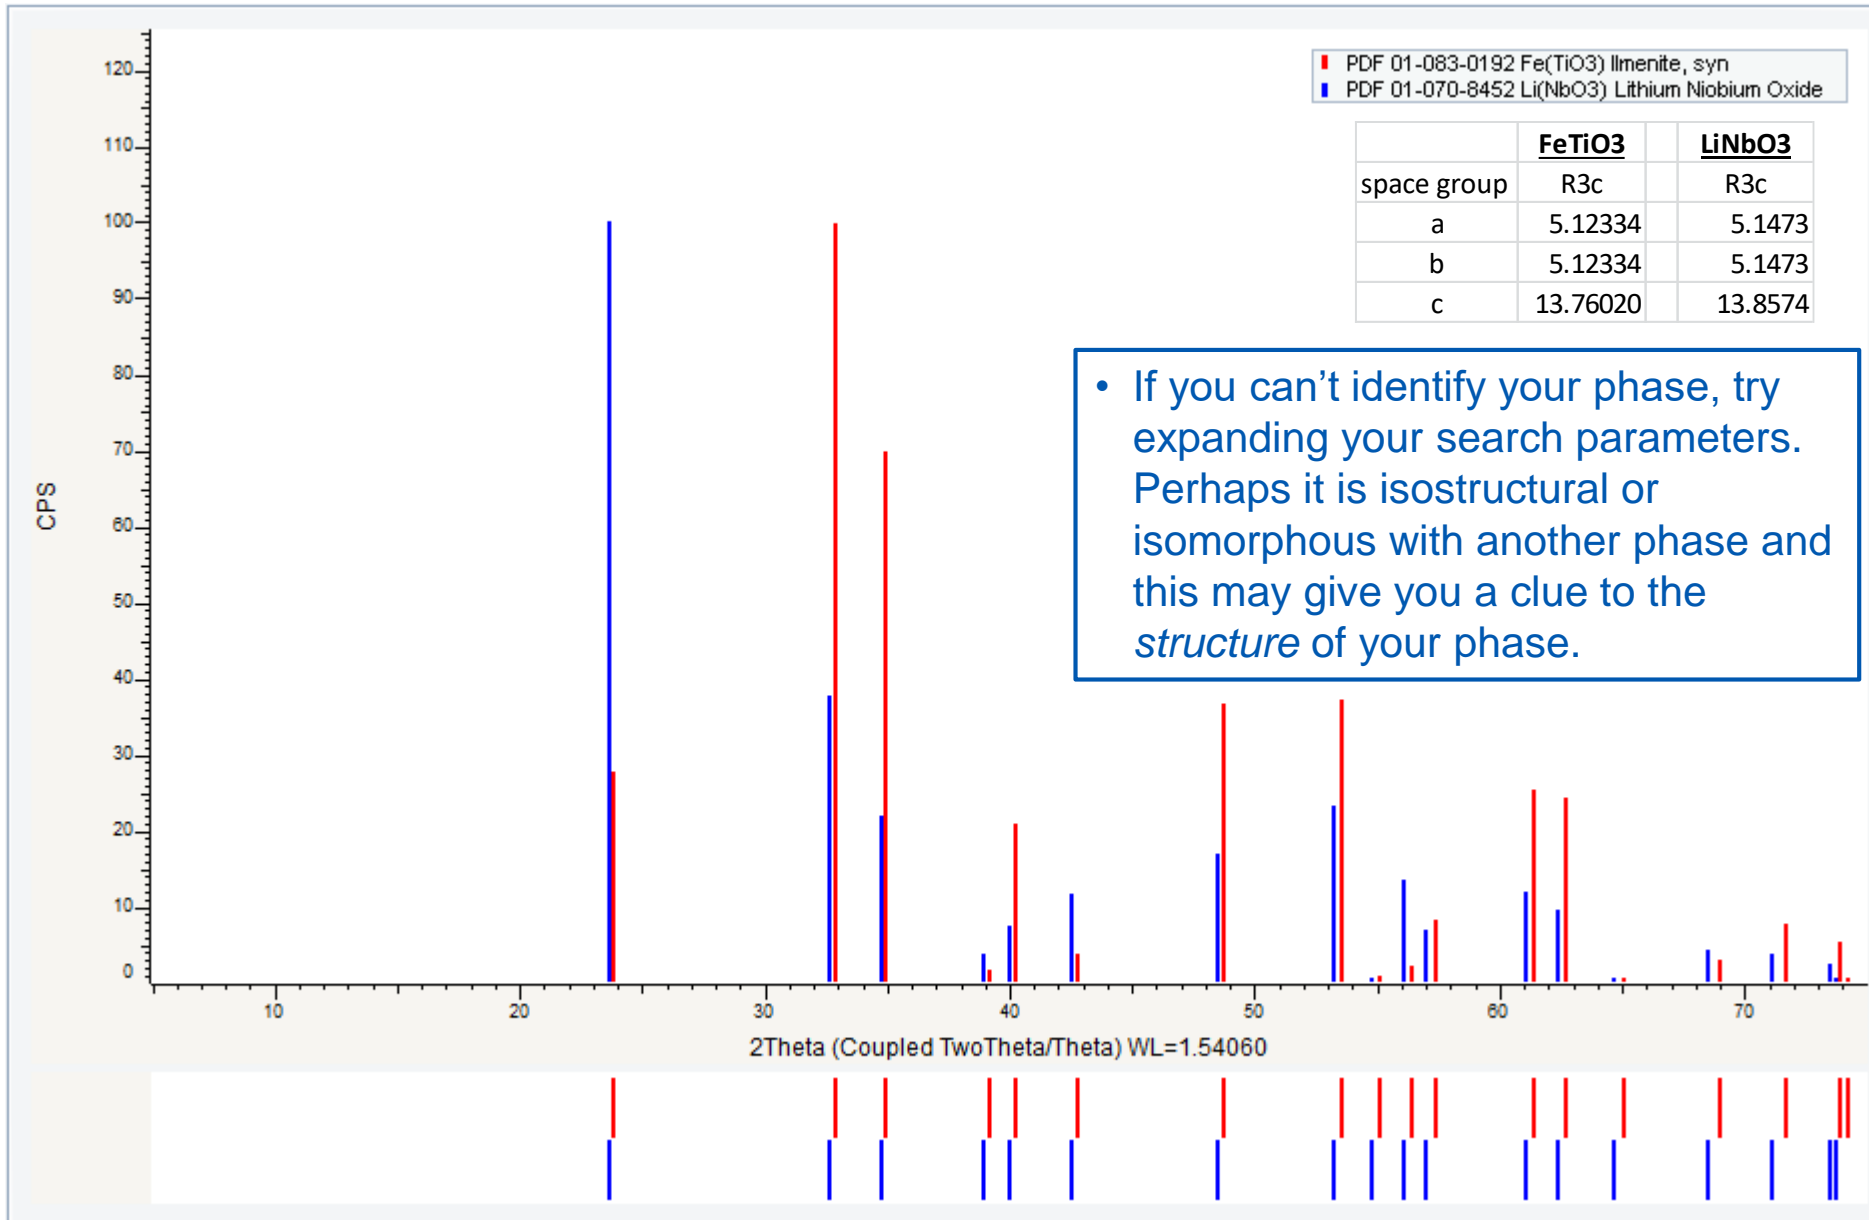 PDF 01-083-0192 Fe(TiO3) Ilmenite, syn
PDF 01-070-8452 Li(NbO3) Lithium Niobium Oxide
FeTiO3 LiNbO3
space group R3c R3c
a 5.12334 5.1473
b 5.12334 5.1473
c 13.76020 13.8574
• If you can’t identify your phase, try
expanding your search parameters.
Perhaps it is isostructural or
isomorphous with another phase and
this may give you a clue to the
structure of your phase.
CPS
120
110
100
90
80
70
60
50
40
30
20
10
0
10 20 30 40 50 60 70
2Theta (Coupled TwoTheta/Theta) WL=1.54060